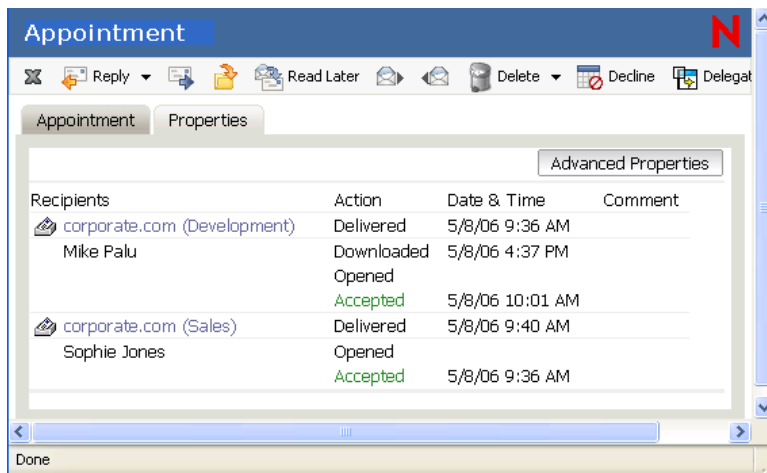 Appointment N
Reply Read Later Delete Decline Delegat
Appointment Properties
Advanced Properties
Recipients Action Date & Time Comment
corporate.com (Development) Delivered 5/8/06 9:36 AM
Mike Palu Downloaded 5/8/06 4:37 PM
Opened
Accepted 5/8/06 10:01 AM
corporate.com (Sales) Delivered 5/8/06 9:40 AM
Sophie Jones Opened
Accepted 5/8/06 9:36 AM
Done